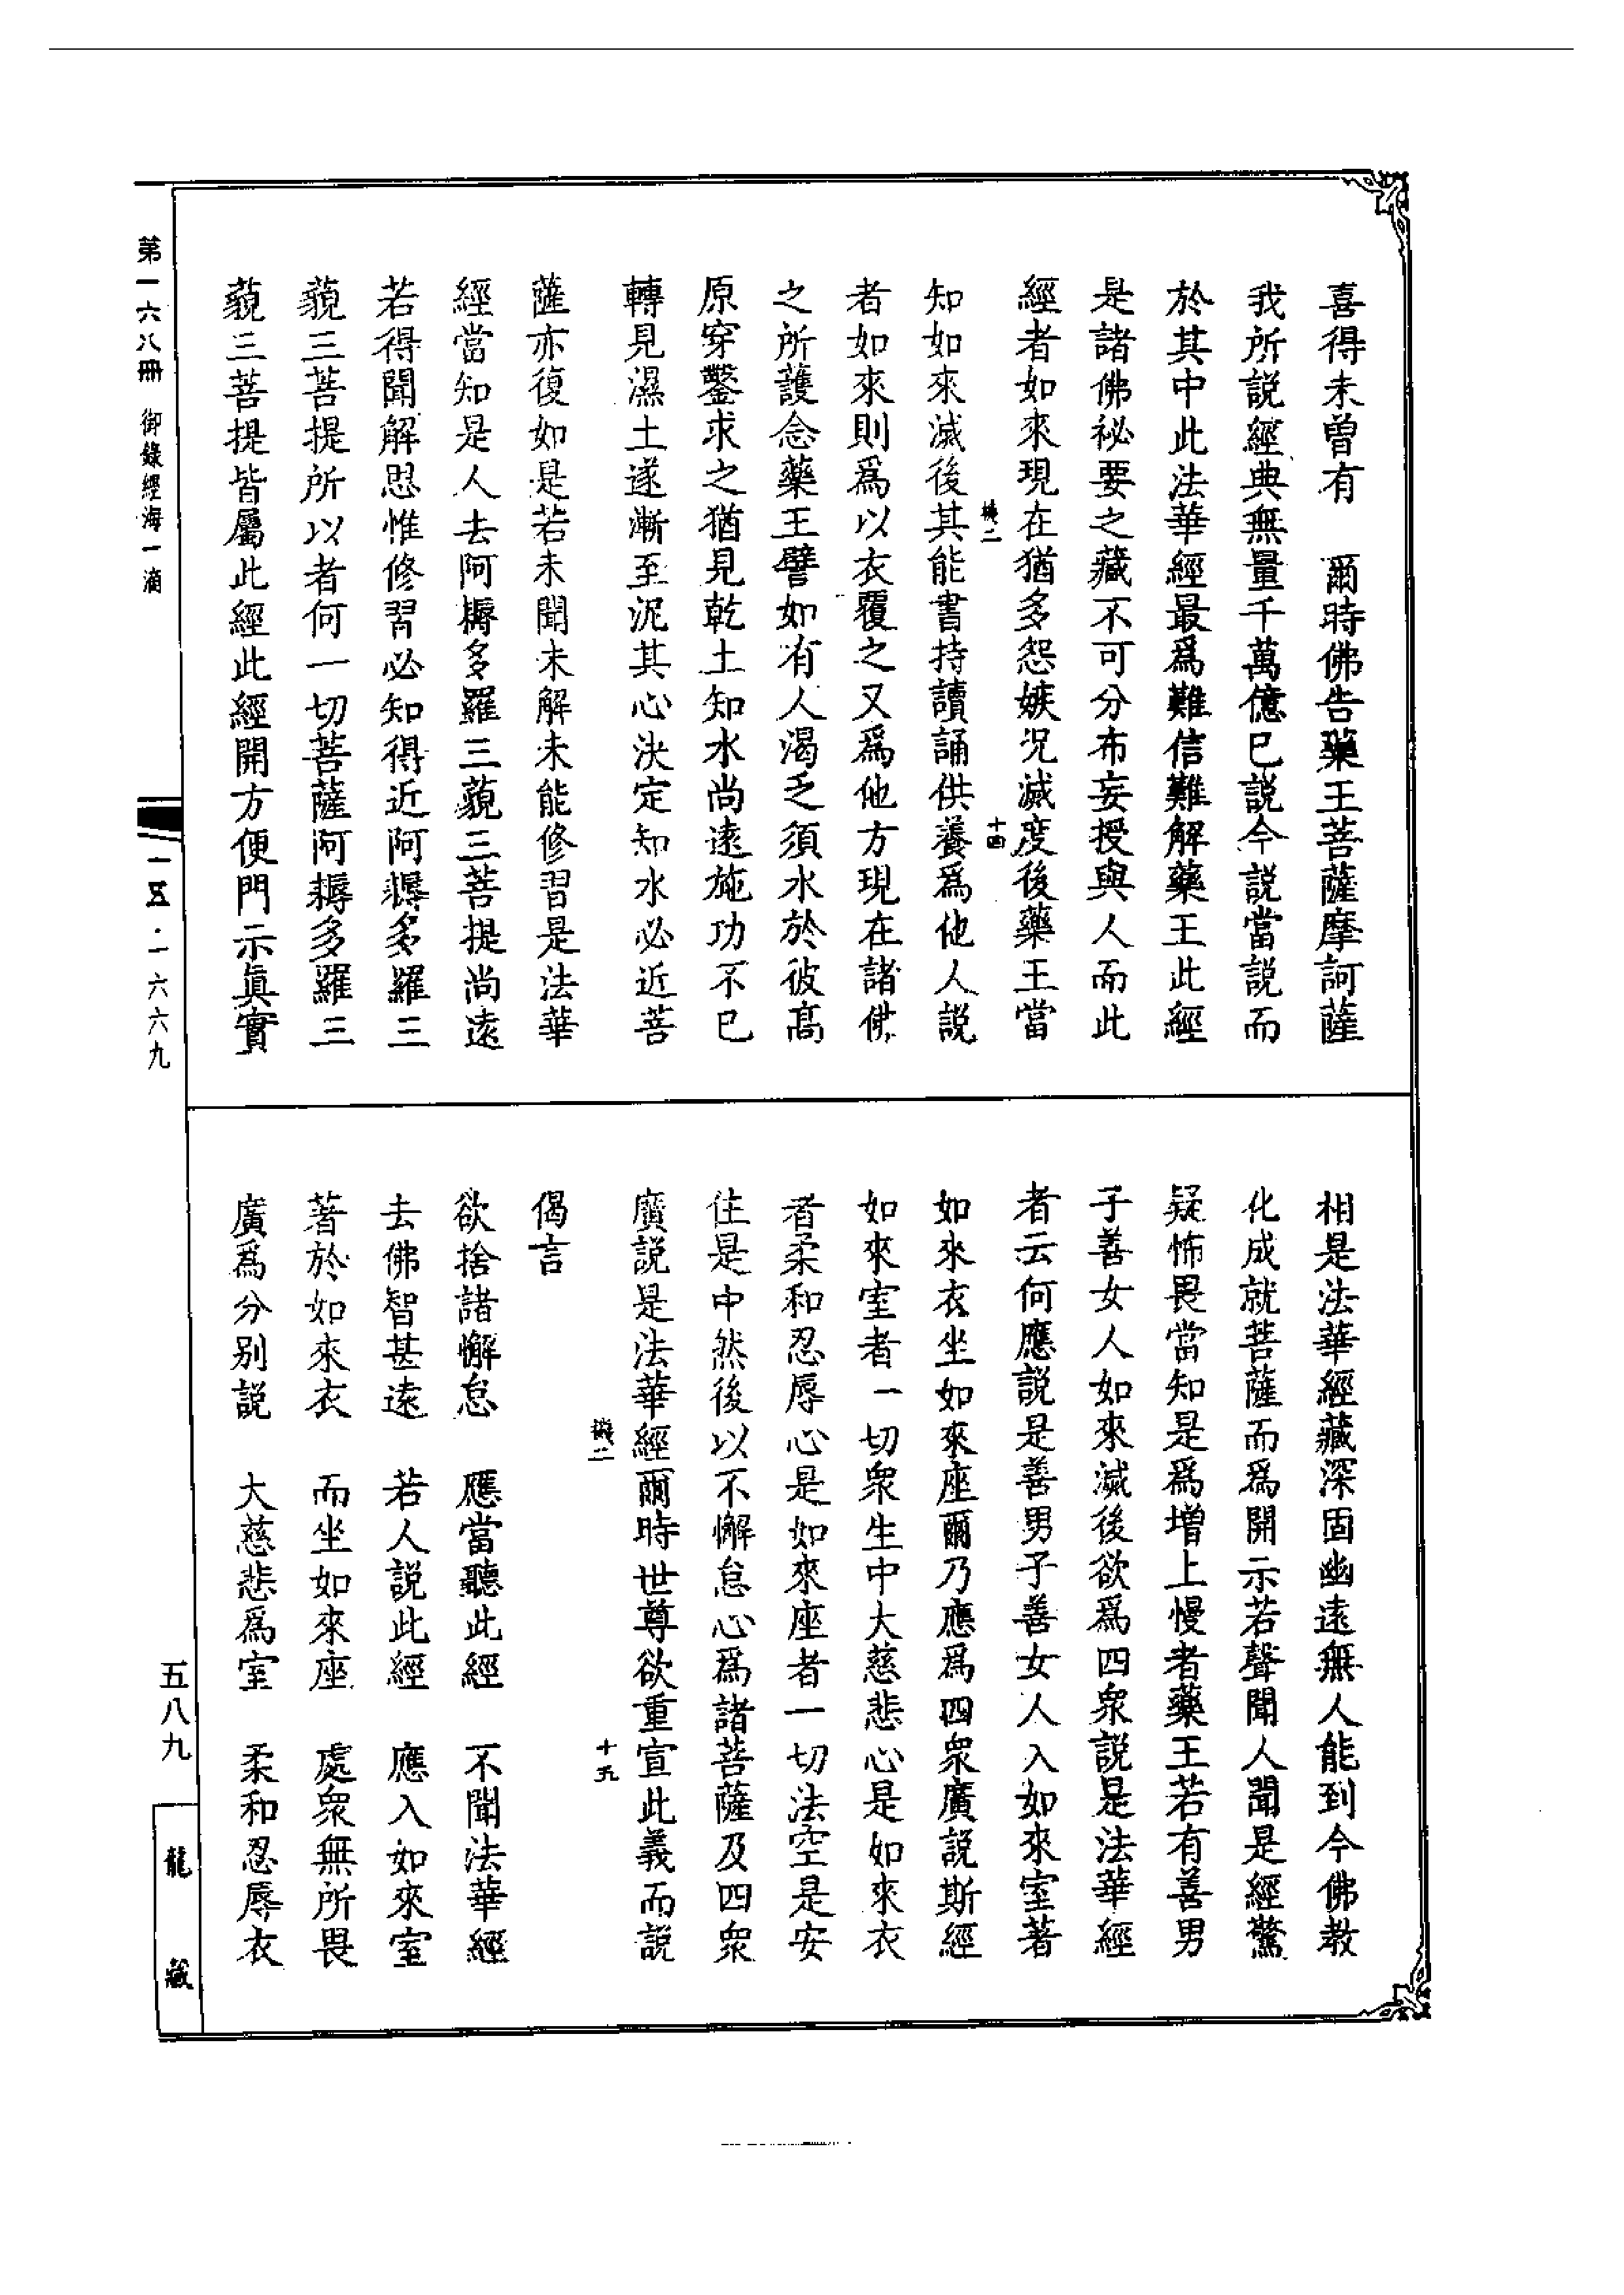 喜得未曾有　爾時佛告藥王菩薩摩訶薩
我所説經典無量千萬億已説今説當説而
於其中此法華經最爲難信難解藥王此經
是諸佛祕要之藏不可分布妄授與人而此
經者如來現在猶多怨嫉況滅度後藥王當
機二　十四
知如來滅後其能書持讀誦供養爲他人説
者如來則爲以衣覆之又爲他方現在諸佛
之所護念藥王譬如有人渴乏須水於彼高
原穿鑿求之猶見乾土知水尚遠施功不已
轉見濕土遂漸至泥其心決定知水必近菩
薩亦復如是若未聞未解未能修習是法華
經當知是人去阿耨多羅三藐三菩提尚遠
若得聞解思惟修習必知得近阿耨多羅三
藐三菩提所以者何一切菩薩阿耨多羅三
藐三菩提皆屬此經此經開方便門示眞實
相是法華經藏深固幽遠無人能到今佛教
化成就菩薩而爲開示若聲聞人聞是經驚
疑怖畏當知是爲增上慢者藥王若有善男
子善女人如來滅後欲爲四衆説是法華經
者云何應説是善男子善女人入如來室著
如來衣坐如來座爾乃應爲四衆廣説斯經
如來室者一切衆生中大慈悲心是如來衣
者柔和忍辱心是如來座者一切法空是安
住是中然後以不懈怠心爲諸菩薩及四衆
廣説是法華經爾時世尊欲重宣此義而説
機二　十五
偈言
欲捨諸懈怠　應當聽此經　不聞法華經
去佛智甚遠　若人説此經　應入如來室
著於如來衣　而坐如來座　處衆無所畏
廣爲分別説　大慈悲爲室　柔和忍辱衣
第一六八冊　御錄經海一滴
一五・一六六九
五八九
龍藏